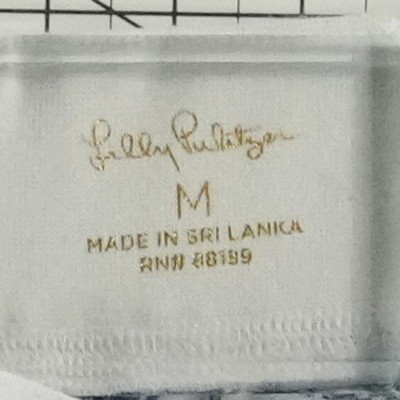 Lilly Pulitzer
M
MADE IN SRI LANKA
RN# 88199